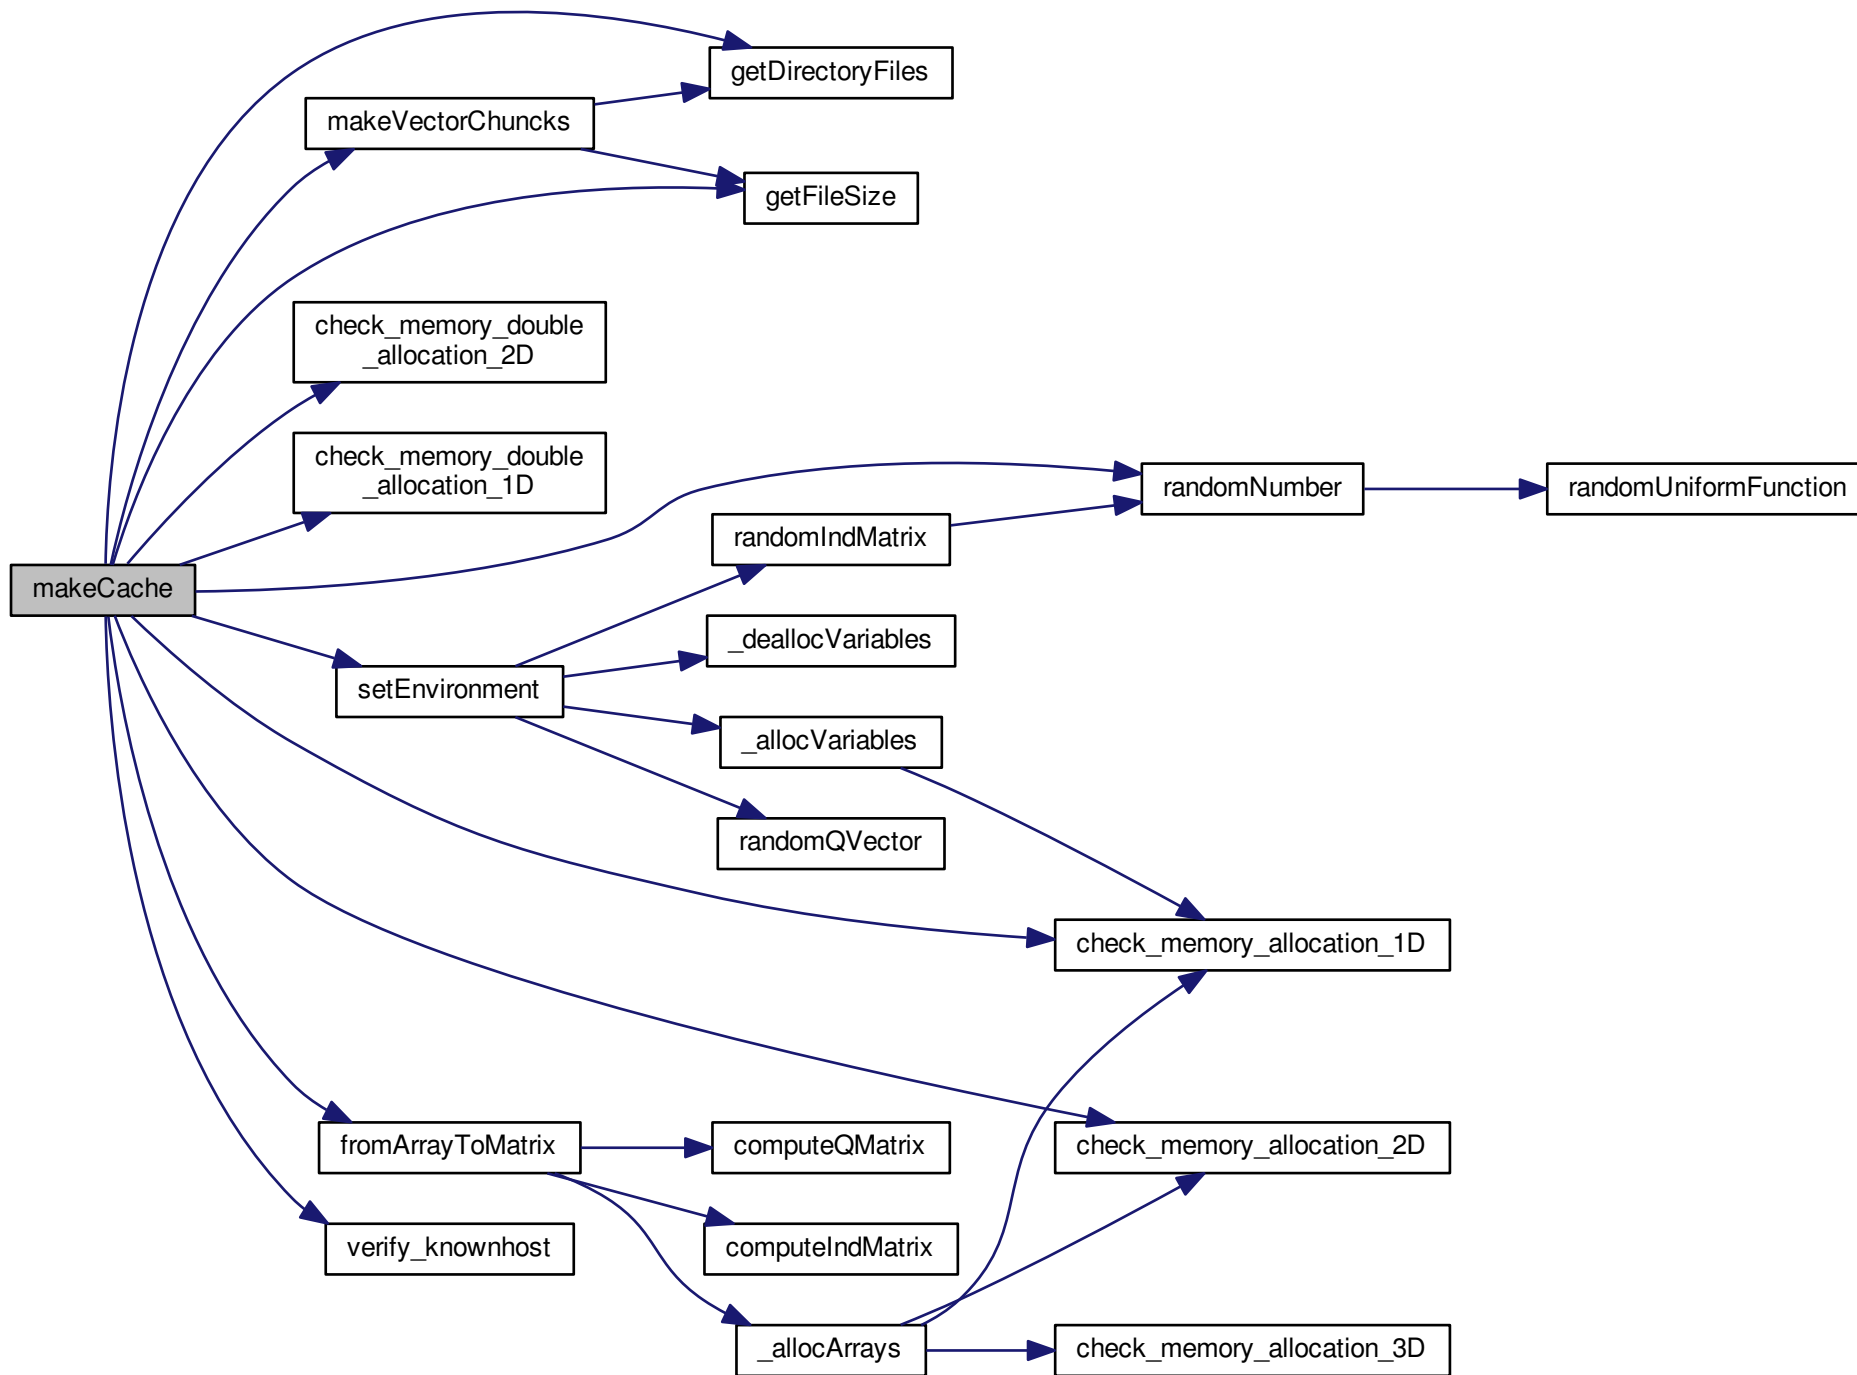 getDirectoryFiles
makeVectorChuncks
getFileSize
check_memory_double
_allocation_2D
check_memory_double
_allocation_1D
randomNumber
randomUniformFunction
randomIndMatrix
makeCache
_deallocVariables
setEnvironment
_allocVariables
randomQVector
check_memory_allocation_1D
fromArrayToMatrix
computeQMatrix
check_memory_allocation_2D
verify_knownhost
computeIndMatrix
_allocArrays
check_memory_allocation_3D